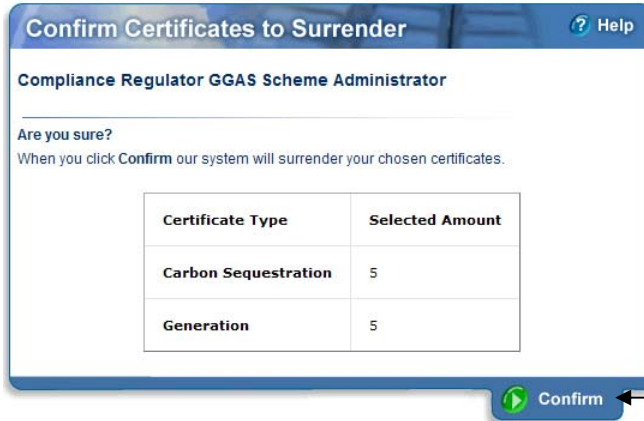 Confirm Certificates to Surrender
Help
Compliance Regulator GGAS Scheme Administrator
Are you sure?
When you click Confirm our system will surrender your chosen certificates.
Certificate Type Selected Amount
Carbon Sequestration 5
Generation 5
Confirm